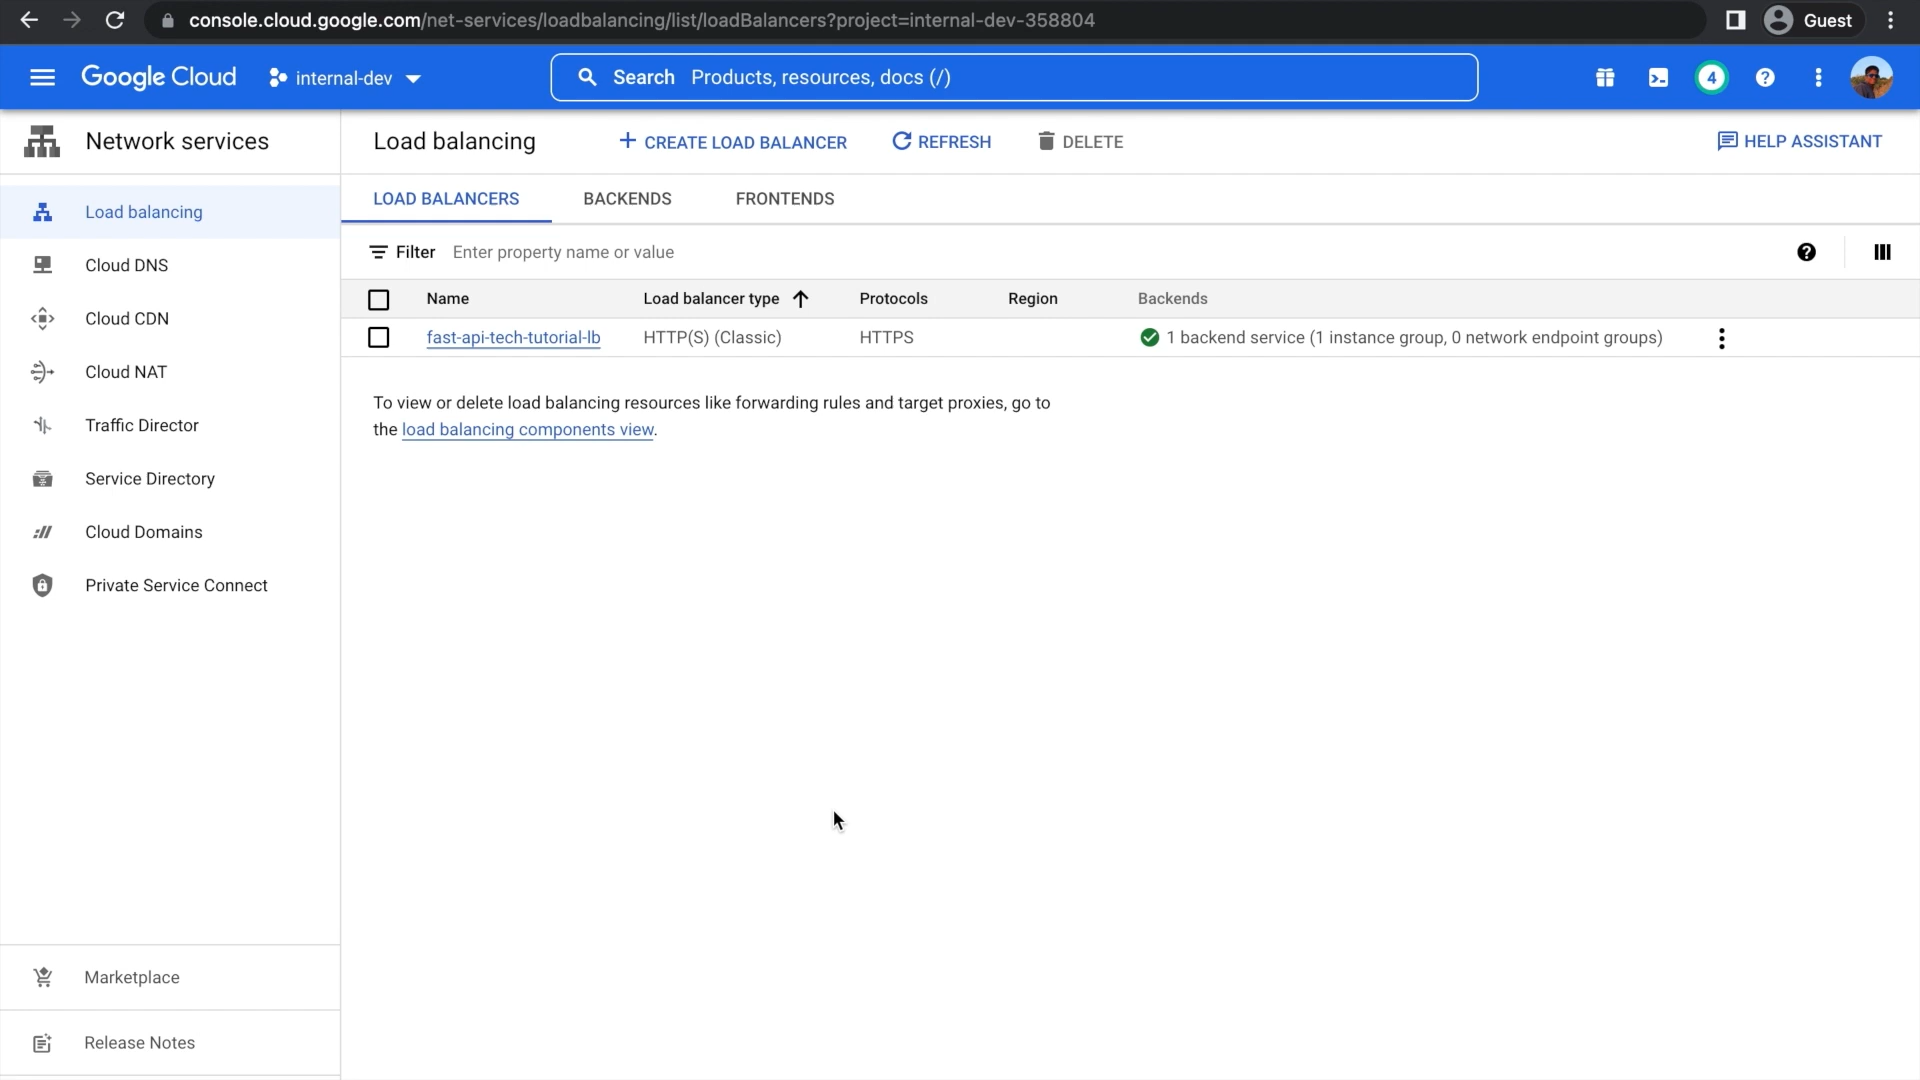 console.cloud.google.com/net-services/loadbalancing/list/loadBalancers?project=internal-dev-358804
Guest
Google Cloud
internal-dev
Search Products, resources, docs (/)
4
Network services
Load balancing
CREATE LOAD BALANCER
REFRESH
DELETE
HELP ASSISTANT
Load balancing
Cloud DNS
Cloud CDN
Cloud NAT
Traffic Director
Service Directory
Cloud Domains
Private Service Connect
Marketplace
Release Notes
LOAD BALANCERS BACKENDS FRONTENDS
Filter Enter property name or value
Name Load balancer type Protocols Region Backends
fast-api-tech-tutorial-lb HTTP(S) (Classic) HTTPS 1 backend service (1 instance group, 0 network endpoint groups)
To view or delete load balancing resources like forwarding rules and target proxies, go to
the load balancing components view.